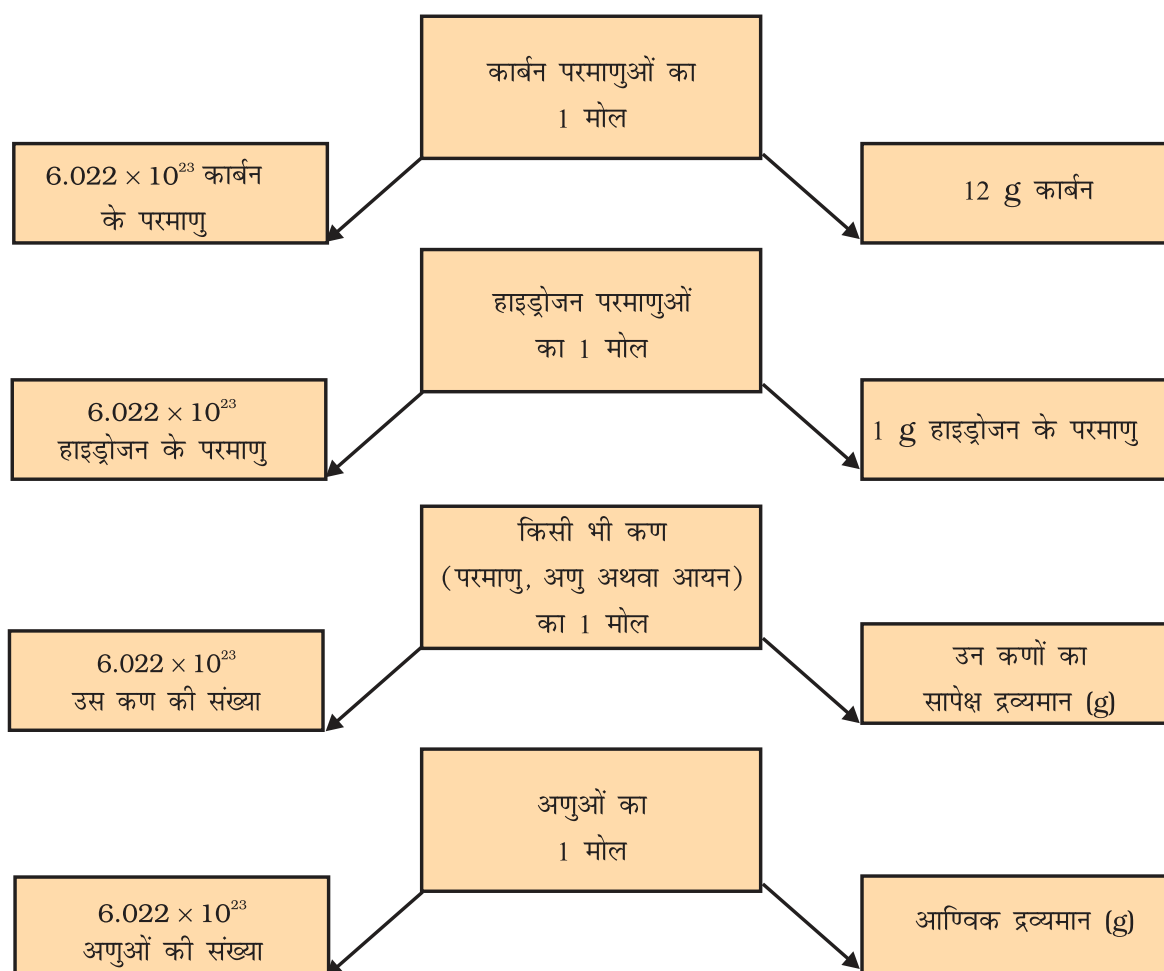 कार्बन परमाणुओं का
1 मोल
6.022 × 10²³ कार्बन
के परमाणु
12 g कार्बन
हाइड्रोजन परमाणुओं
का 1 मोल
6.022 × 10²³
हाइड्रोजन के परमाणु
1 g हाइड्रोजन के परमाणु
किसी भी कण
(परमाणु, अणु अथवा आयन)
का 1 मोल
6.022 × 10²³
उस कण की संख्या
उन कणों का
सापेक्ष द्रव्यमान (g)
अणुओं का
1 मोल
6.022 × 10²³
अणुओं की संख्या
आण्विक द्रव्यमान (g)